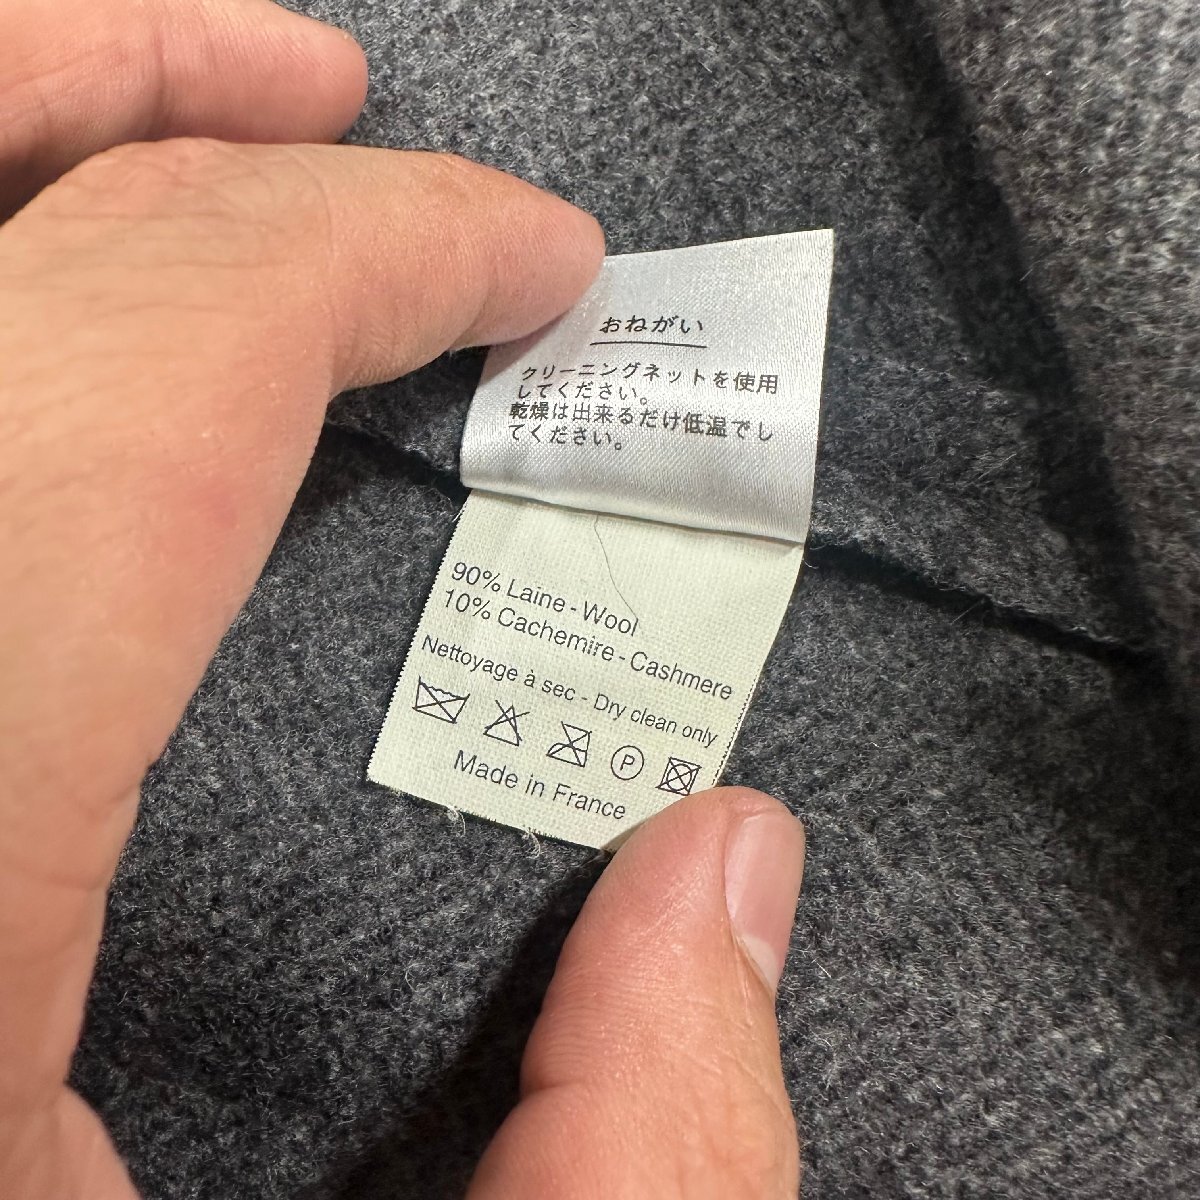 おねがい
クリーニングネットを使用
してください。
乾燥は出来るだけ低温でし
てください。
90% Laine - Wool
10% Cachemire - Cashmere
Nettoyage à sec - Dry clean only
P
Made in France